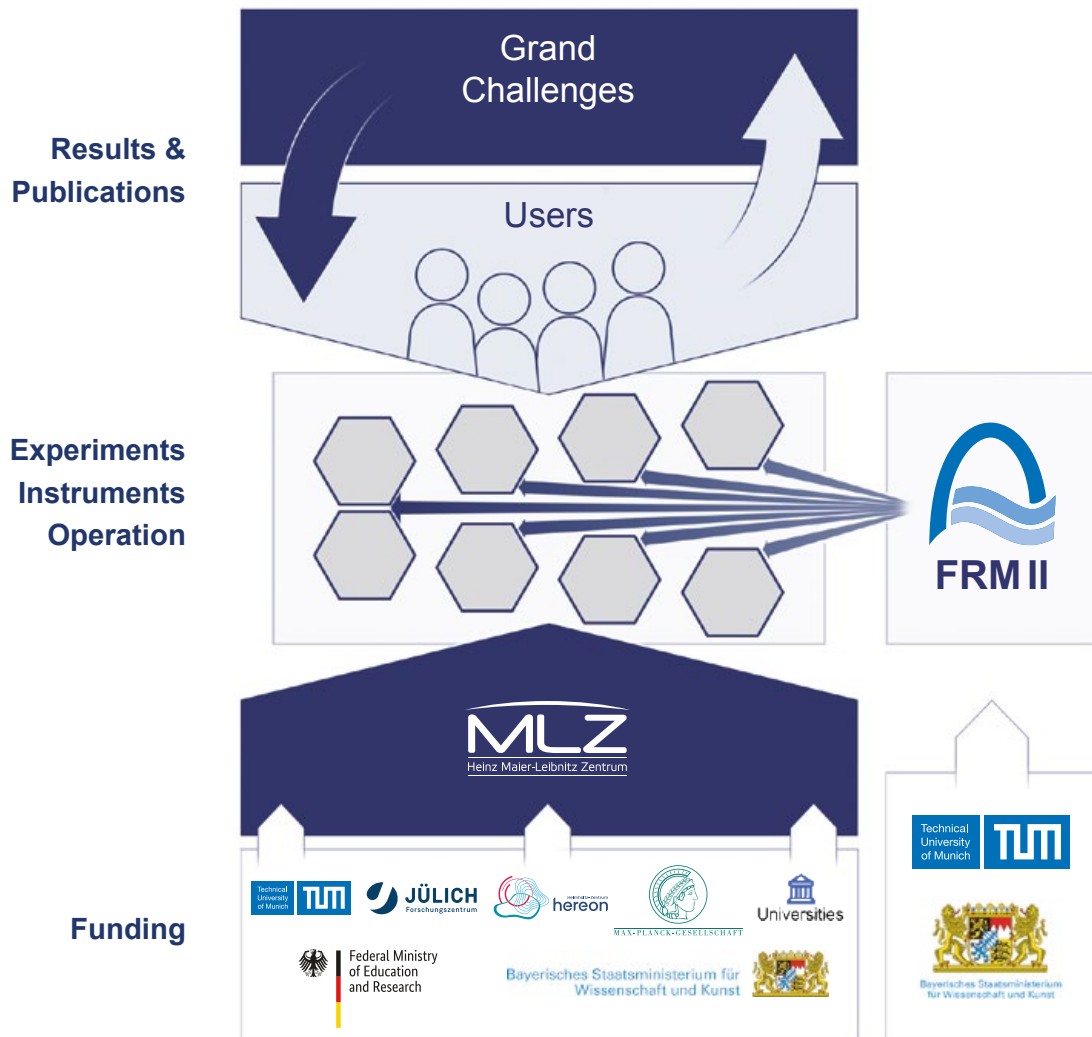 Grand
Challenges
Results &
Publications
Users
Experiments
Instruments
Operation
FRM II
MLZ
Heinz Maier-Leibnitz Zentrum
Technical
University
of Munich
TUM
Funding
Technical
University
of Munich
TUM
JÜLICH
Forschungszentrum
Helmholtz-Zentrum
hereon
MAX-PLANCK-GESELLSCHAFT
Universities
Federal Ministry
of Education
and Research
Bayerisches Staatsministerium für
Wissenschaft und Kunst
Bayerisches Staatsministerium
für Wissenschaft und Kunst